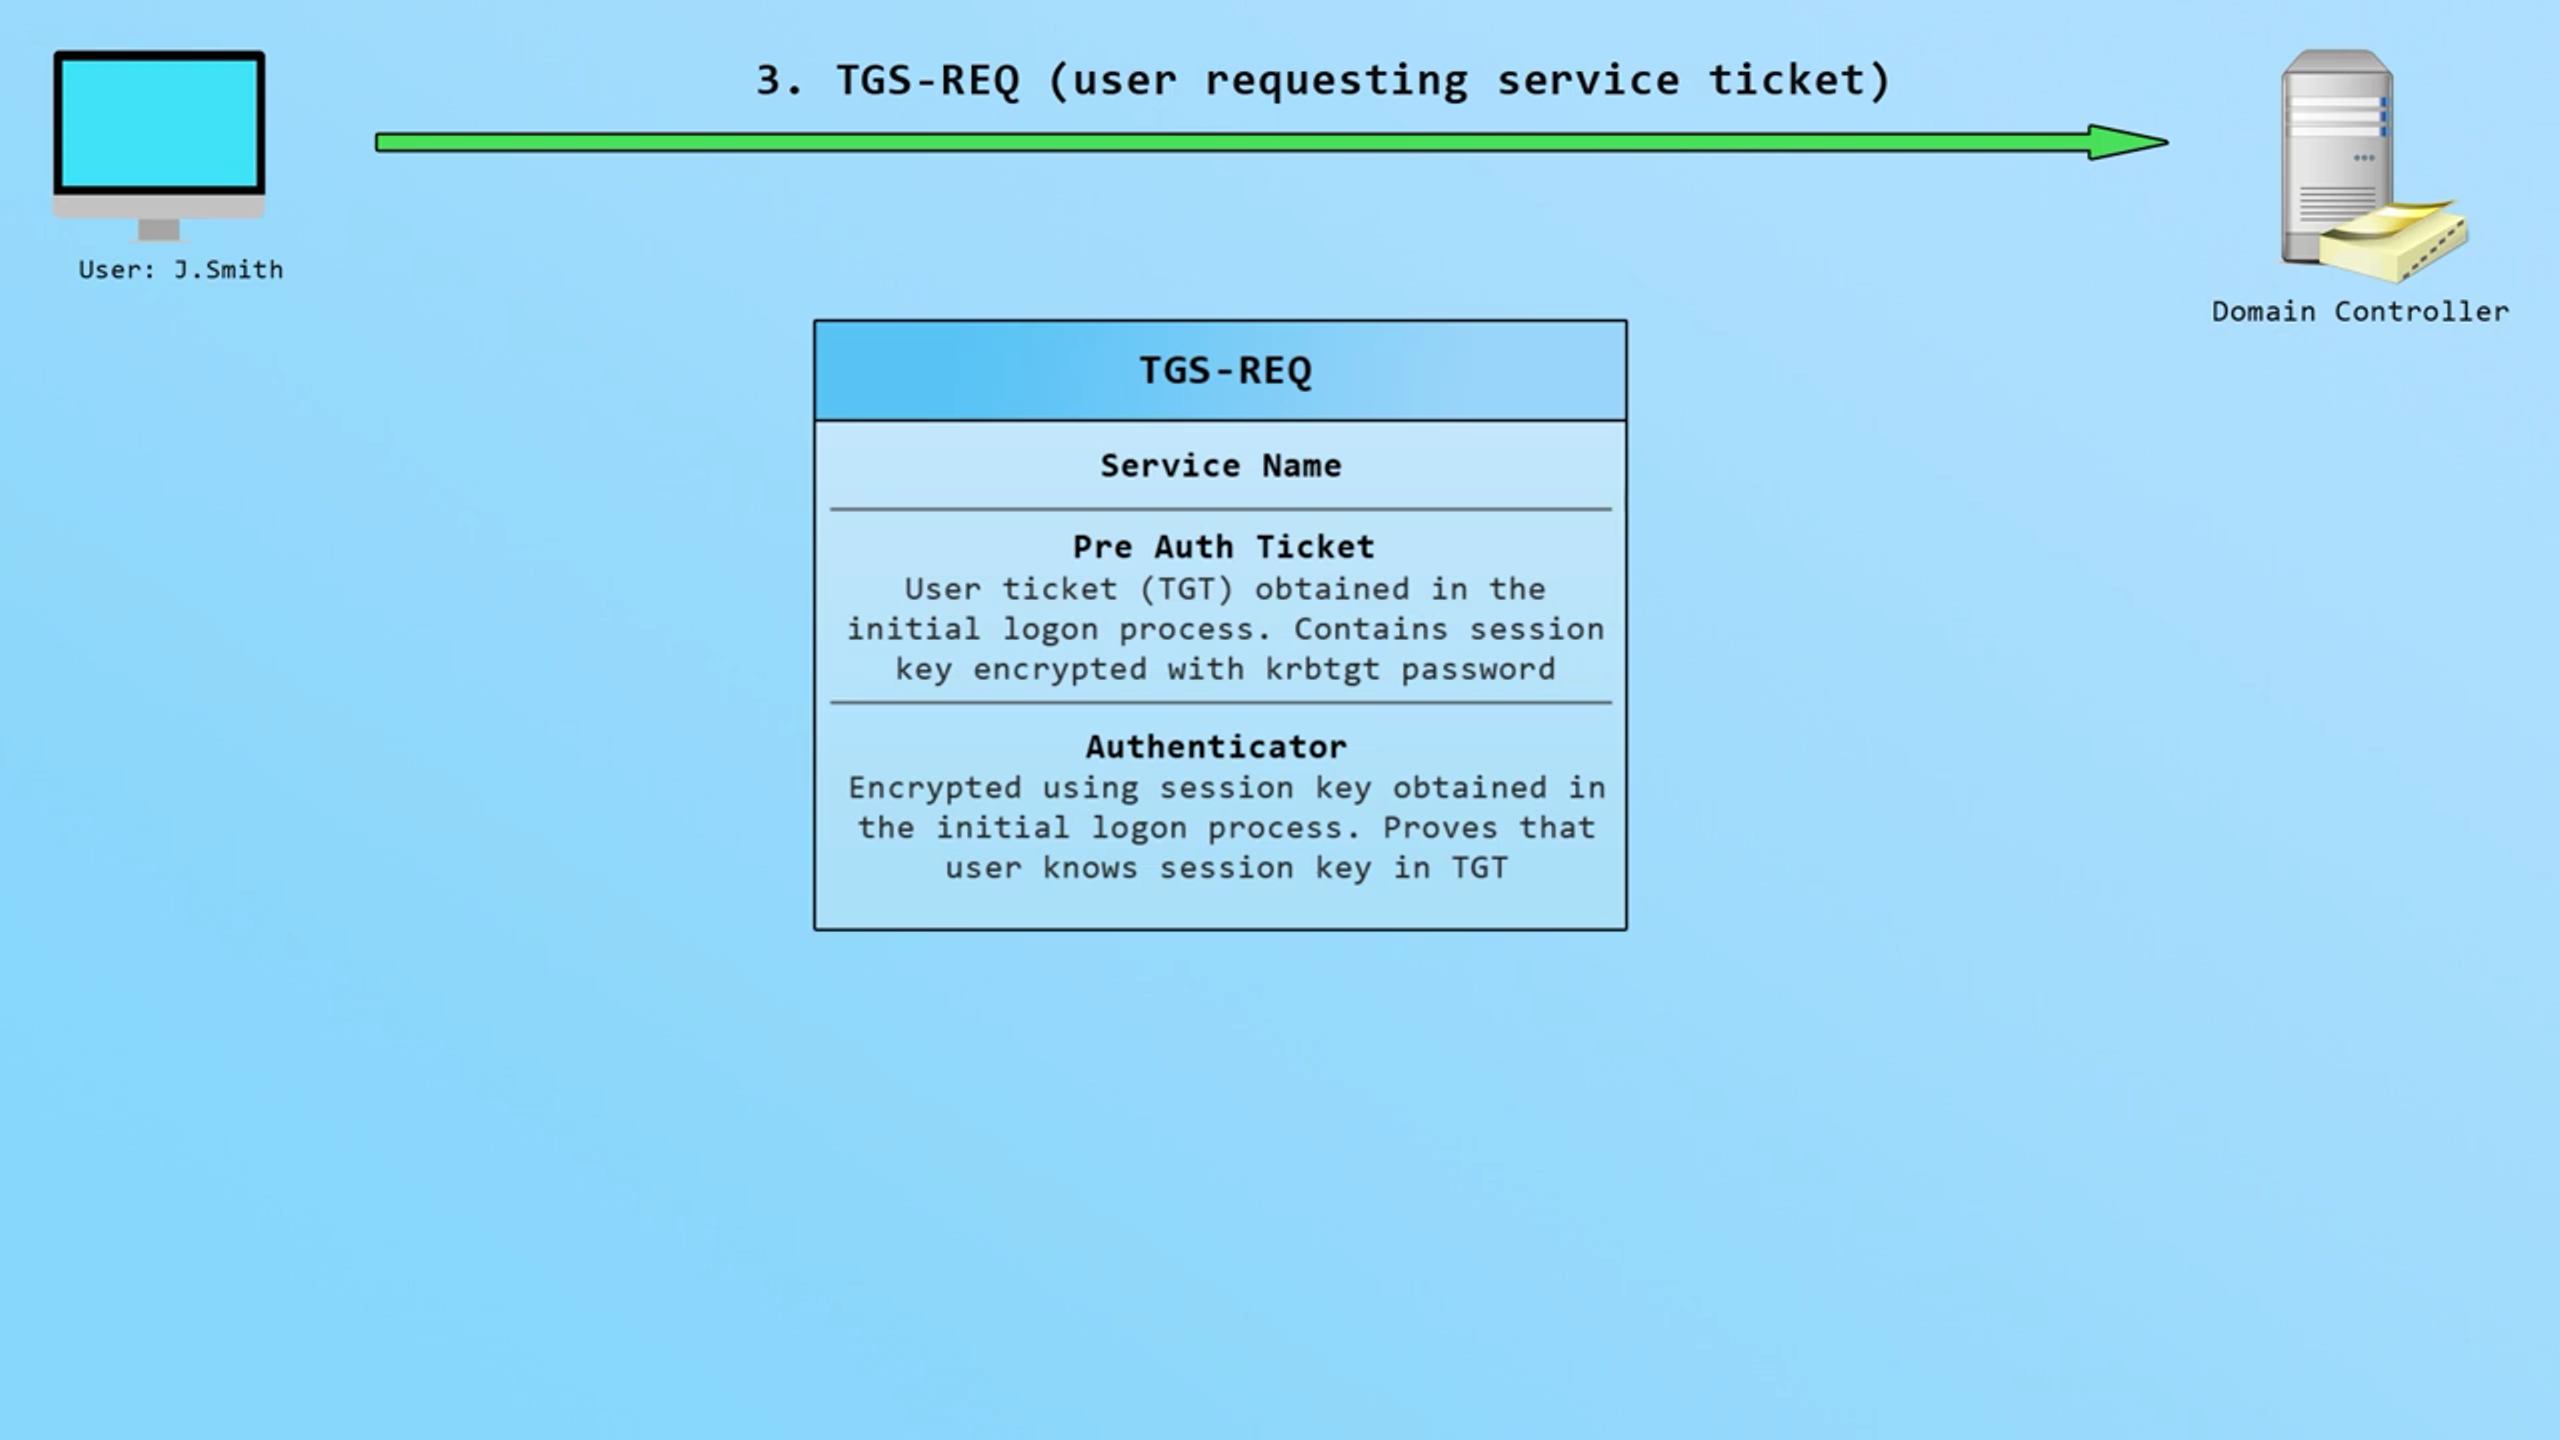 3. TGS-REQ (user requesting service ticket)
User: J.Smith
Domain Controller
TGS-REQ
Service Name
Pre Auth Ticket
User ticket (TGT) obtained in the
initial logon process. Contains session
key encrypted with krbtgt password
Authenticator
Encrypted using session key obtained in
the initial logon process. Proves that
user knows session key in TGT